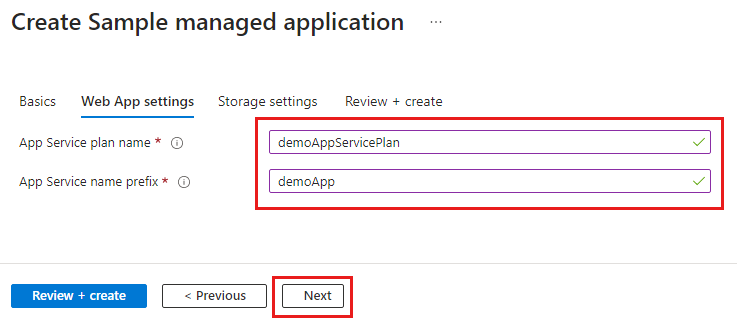 Create Sample managed application ...
Basics Web App settings Storage settings Review + create
App Service plan name * demoAppServicePlan
App Service name prefix * demoApp
Review + create < Previous Next